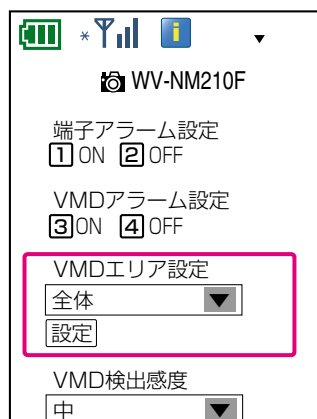 WV-NM210F
端子アラーム設定
1 ON 2 OFF
VMDアラーム設定
3 ON 4 OFF
VMDエリア設定
全体
設定
VMD検出感度
中